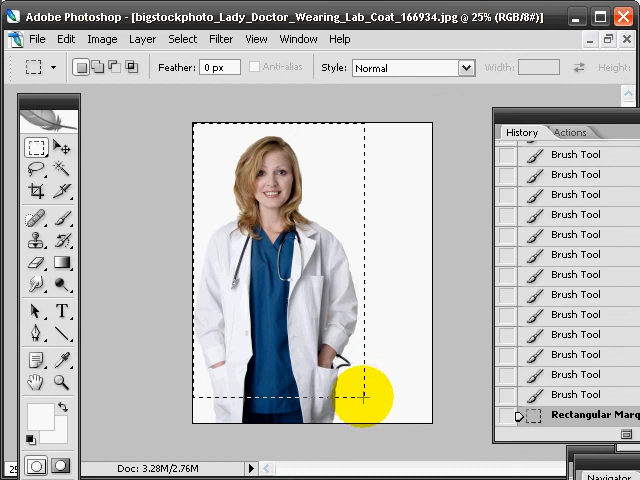 Adobe Photoshop - [bigstockphoto_Lady_Doctor_Wearing_Lab_Coat_166934.jpg @ 25% (RGB/8#)]
File Edit Image Layer Select Filter View Window Help
Feather: 0 px Anti-alias Style: Normal Width: Height:
History Actions
Brush Tool
Brush Tool
Brush Tool
Brush Tool
Brush Tool
Brush Tool
Brush Tool
Brush Tool
Brush Tool
Brush Tool
Brush Tool
Brush Tool
Brush Tool
Rectangular Marq
T
25
Doc: 3.28M/2.76M
Navigator